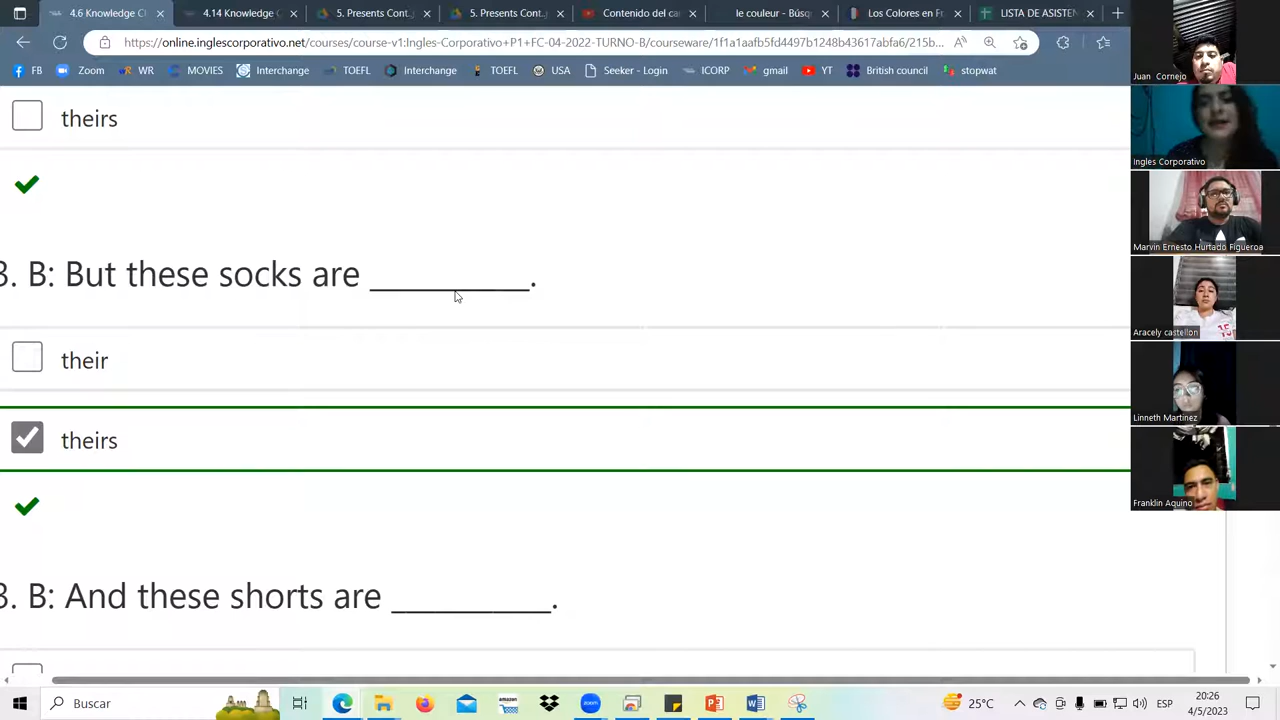 4.6 Knowledge C
4.14 Knowledge C
5. Presents Cont.
5. Presents Cont.
Contenido del ca
le couleur - Búsq
Los Colores en F
LISTA DE ASISTEN
https://online.inglescorporativo.net/courses/course-v1:Ingles-Corporativo+P1+FC-04-2022-TURNO-B/courseware/1f1a1aafb5fd4497b1248b43617abfa6/215b...
FB
Zoom
WR
MOVIES
Interchange
TOEFL
Interchange
TOEFL
USA
Seeker - Login
ICORP
gmail
YT
British council
stopwat
Juan Cornejo
theirs
Ingles Corporativo
3. B: But these socks are __________.
Marvin Ernesto Hurtado Figueroa
their
Aracely castellon
theirs
Linneth Martinez
Franklin Aquino
3. B: And these shorts are __________.
Buscar
25°C
ESP
20:26
4/5/2023